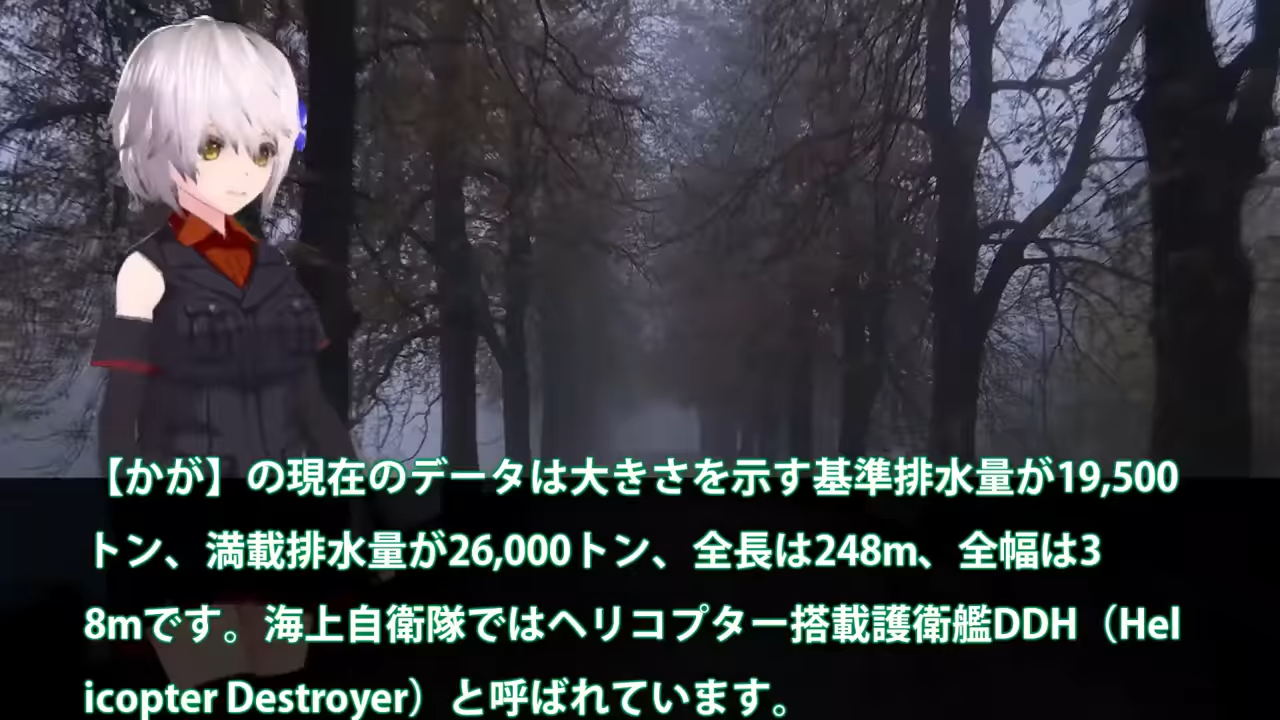 【かが】の現在のデータは大きさを示す基準排水量が19,500
トン、満載排水量が26,000トン、全長は248m、全幅は3
8mです。海上自衛隊ではヘリコプター搭載護衛艦DDH（Hel
icopter Destroyer）と呼ばれています。